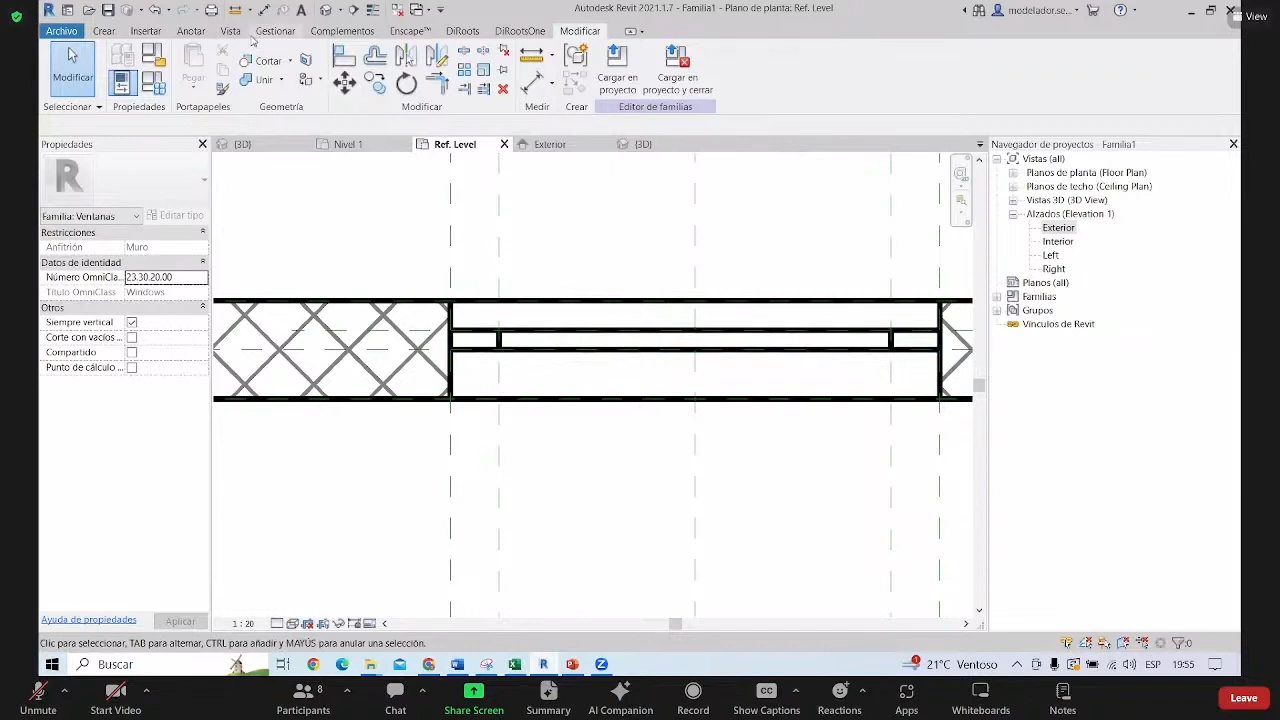 Autodesk Revit 2021.1.7 - Familia1 - Plano de planta: Ref. Level
modelador.se...
View
Archivo Crear Insertar Anotar Vista Gestionar Complementos Enscape™ DiRoots DiRootsOne Modificar
Modificar
Pegar
Cortar
Unir
Cargar en
proyecto
Cargar en
proyecto y cerrar
Seleccionar Propiedades Portapapeles Geometría Modificar Medir Crear Editor de familias
Propiedades
(3D) Nivel 1 Ref. Level Exterior (3D)
Navegador de proyectos - Familia1
R
Familia: Ventanas
Editar tipo
Restricciones
Anfitrión Muro
Datos de identidad
Número OmniCla... 23.30.20.00
Título OmniClass Windows
Otros
Siempre vertical
Corte con vacíos ...
Compartido
Punto de cálculo ...
Vistas (all)
Planos de planta (Floor Plan)
Planos de techo (Ceiling Plan)
Vistas 3D (3D View)
Alzados (Elevation 1)
Exterior
Interior
Left
Right
Planos (all)
Familias
Grupos
Vínculos de Revit
Ayuda de propiedades
Aplicar
1 : 20
Clic para seleccionar, TAB para alternar, CTRL para añadir y MAYÚS para anular una selección.
:0
Buscar
21°C Ventoso
ESP
19:55
8
Unmute Start Video Participants Chat Share Screen Summary AI Companion Record Show Captions Reactions Apps Whiteboards Notes
Leave